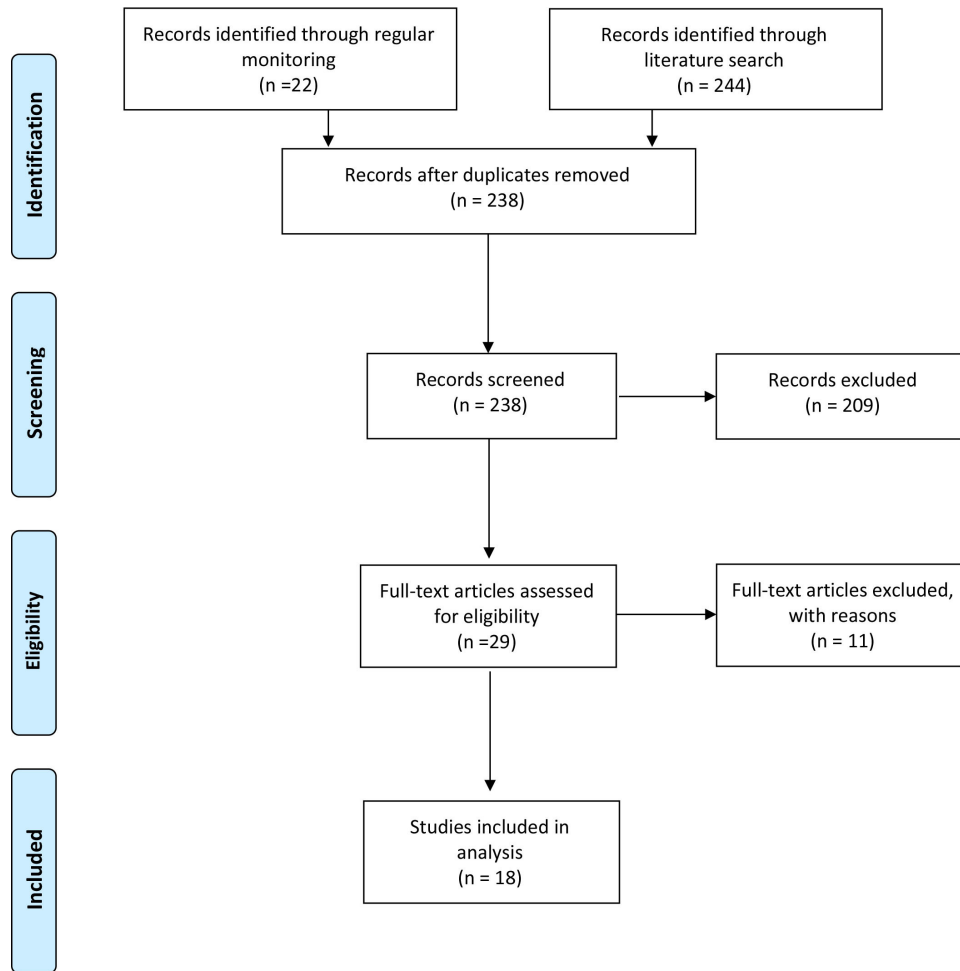 Identification
Records identified through regular
monitoring
(n =22)
Records identified through
literature search
(n = 244)
Records after duplicates removed
(n = 238)
Screening
Records screened
(n = 238)
Records excluded
(n = 209)
Eligibility
Full-text articles assessed
for eligibility
(n =29)
Full-text articles excluded,
with reasons
(n = 11)
Included
Studies included in
analysis
(n = 18)